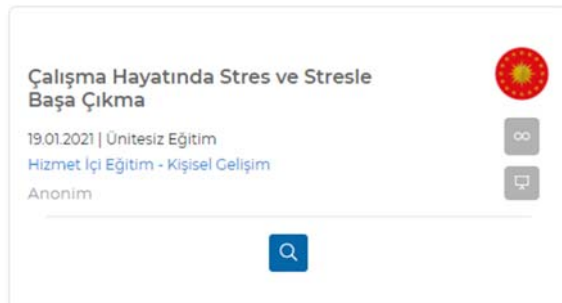 Çalışma Hayatında Stres ve Stresle
Başa Çıkma
19.01.2021 | Ünitesiz Eğitim
Hizmet İçi Eğitim - Kişisel Gelişim
Anonim